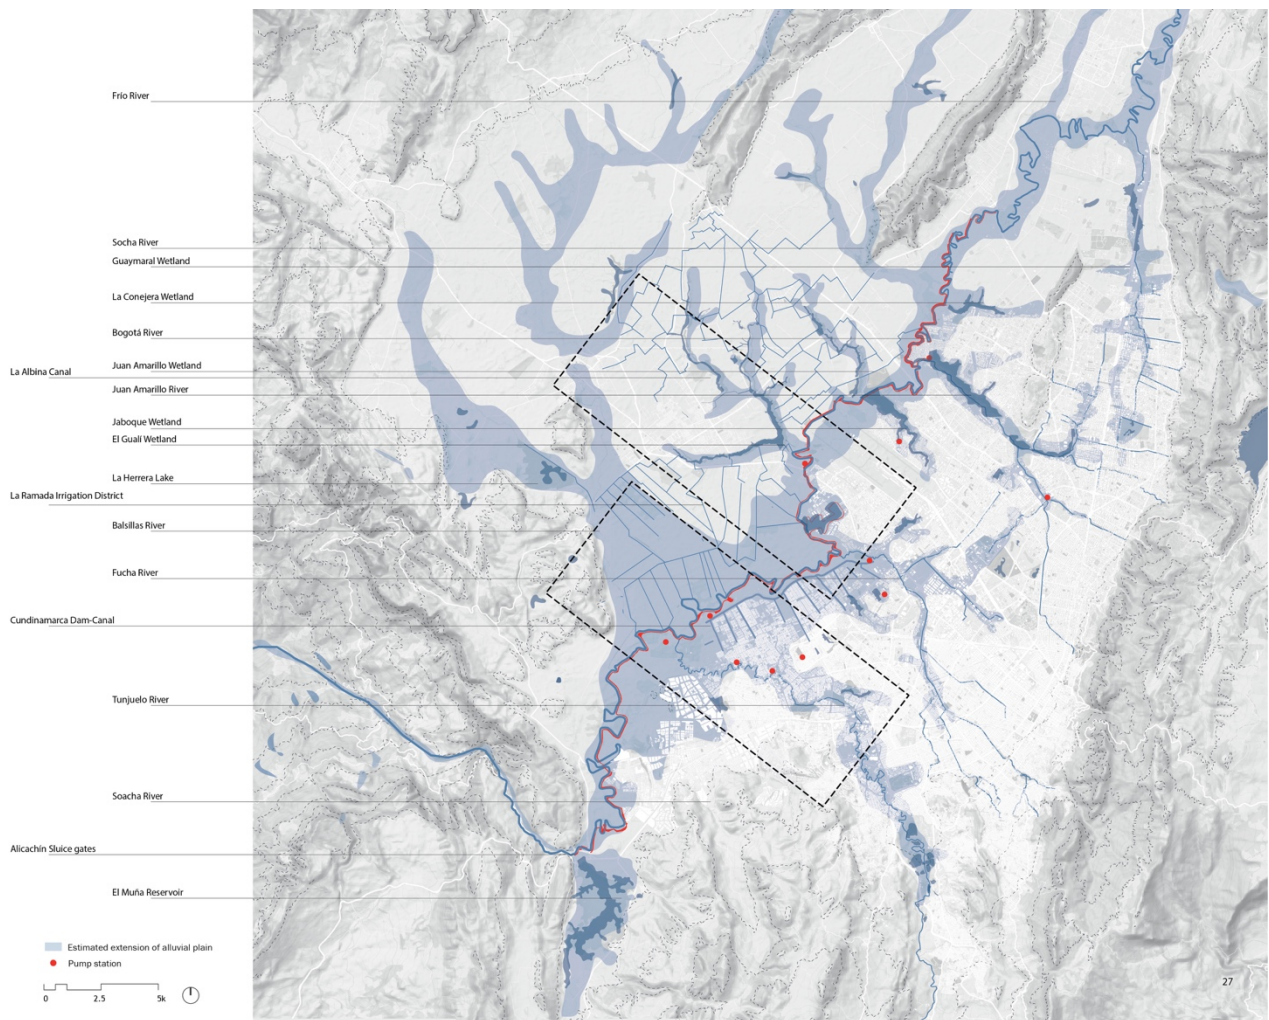 Frío River
Socha River
Guaymaral Wetland
La Conejera Wetland
Bogotá River
Juan Amarillo Wetland
La Albina Canal
Juan Amarillo River
Jaboque Wetland
El Gualí Wetland
La Herrera Lake
La Ramada Irrigation District
Balsillas River
Fucha River
Cundinamarca Dam-Canal
Tunjuelo River
Soacha River
Alicachín Sluice gates
El Muña Reservoir
Estimated extension of alluvial plain
Pump station
0 2.5 5k
27